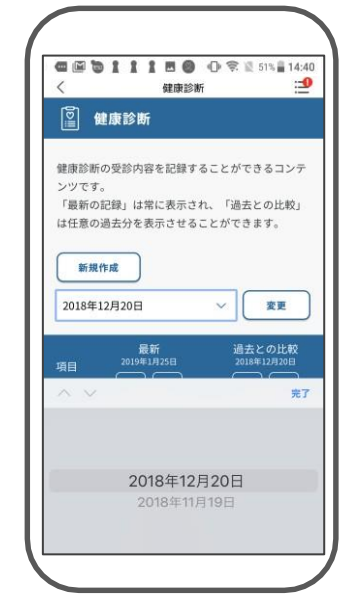 51% 14:40
健康診断
健康診断
健康診断の受診内容を記録することができるコンテ
ンツです。
「最新の記録」は常に表示され、「過去との比較」
は任意の過去分を表示させることができます。
新規作成
2018年12月20日
変更
項目
最新
2019年1月25日
過去との比較
2018年12月20日
完了
2018年12月20日
2018年11月19日